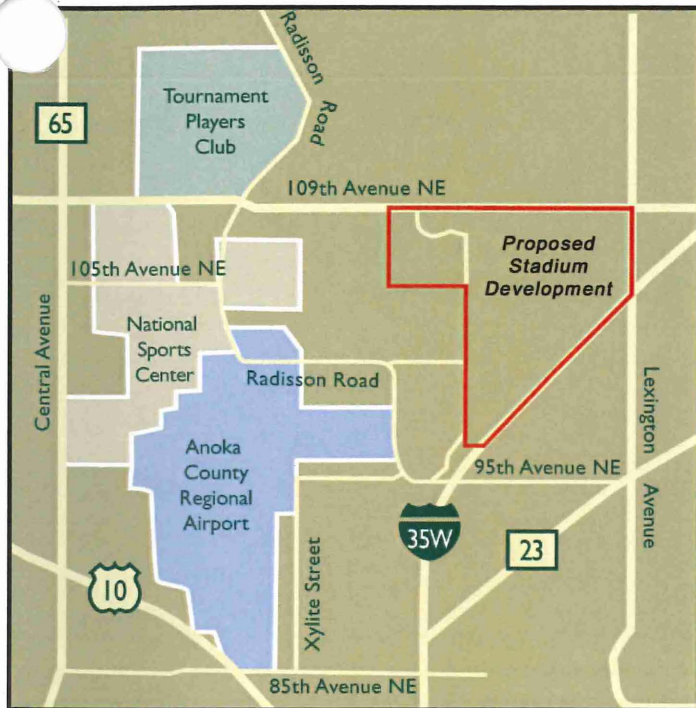 Radisson
Road
65
Tournament
Players
Club
109th Avenue NE
Proposed
Stadium
Development
105th Avenue NE
National
Sports
Center
Central Avenue
Radisson Road
Lexington
Avenue
Anoka
County
Regional
Airport
95th Avenue NE
35W
23
Xylite Street
10
85th Avenue NE